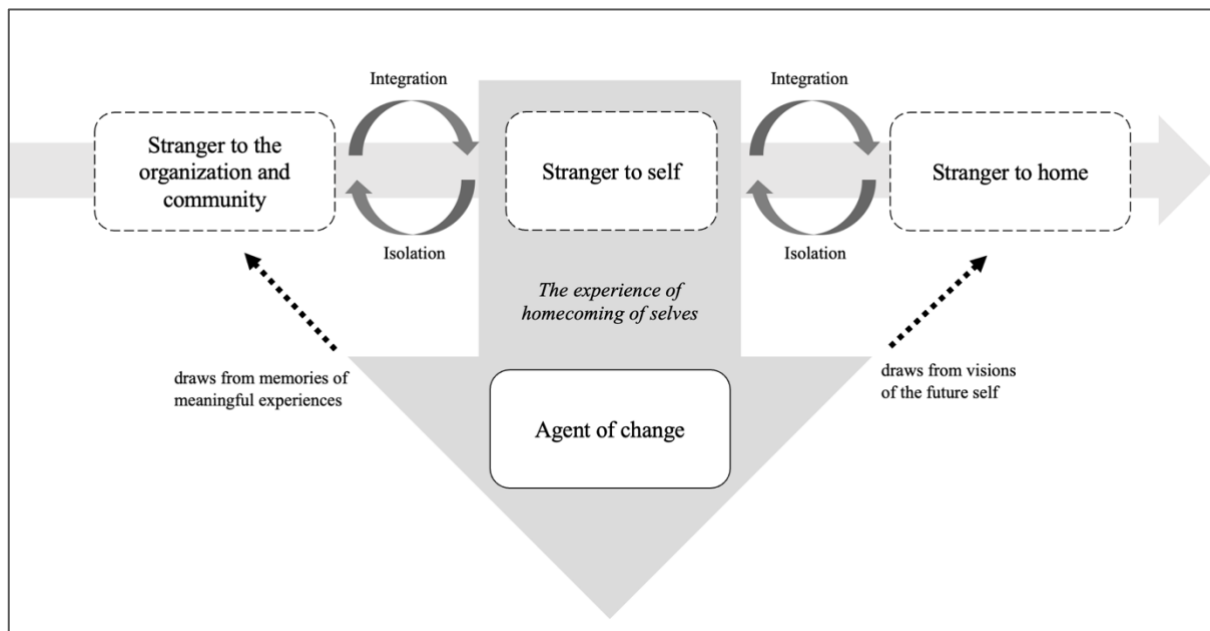 Integration
Integration
Stranger to the
organization and
community
Stranger to self
Stranger to home
Isolation
Isolation
The experience of
homecoming of selves
draws from memories of
meaningful experiences
draws from visions
of the future self
Agent of change